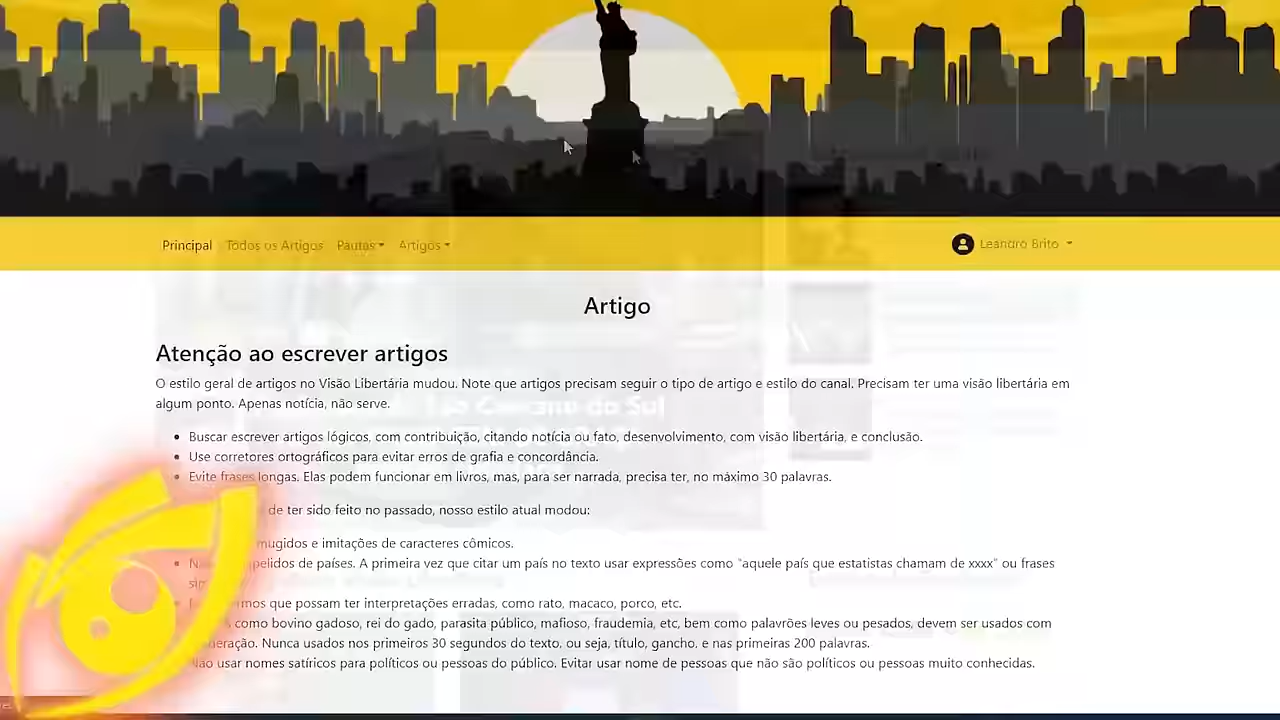 Principal Todos os Artigos Pautas Artigos Leandro Brito
Artigo
Atenção ao escrever artigos
O estilo geral de artigos no Visão Libertária mudou. Note que artigos precisam seguir o tipo de artigo e estilo do canal. Precisam ter uma visão libertária em
algum ponto. Apenas notícia, não serve.
Buscar escrever artigos lógicos, com contribuição, citando notícia ou fato, desenvolvimento, com visão libertária, e conclusão.
Use corretores ortográficos para evitar erros de grafia e concordância.
Evite frases longas. Elas podem funcionar em livros, mas, para ser narrada, precisa ter, no máximo 30 palavras.
de ter sido feito no passado, nosso estilo atual modou:
mugidos e imitações de caracteres cômicos.
pelidos de países. A primeira vez que citar um país no texto usar expressões como "aquele país que estatistas chamam de xxxx" ou frases
que possam ter interpretações erradas, como rato, macaco, porco, etc.
como bovino gadoso, rei do gado, parasita público, mafioso, fraudemia, etc, bem como palavrões leves ou pesados, devem ser usados com
Nunca usados nos primeiros 30 segundos do texto, ou seja, título, gancho, e nas primeiras 200 palavras.
Não usar nomes satíricos para políticos ou pessoas do público. Evitar usar nome de pessoas que não são políticos ou pessoas muito conhecidas.